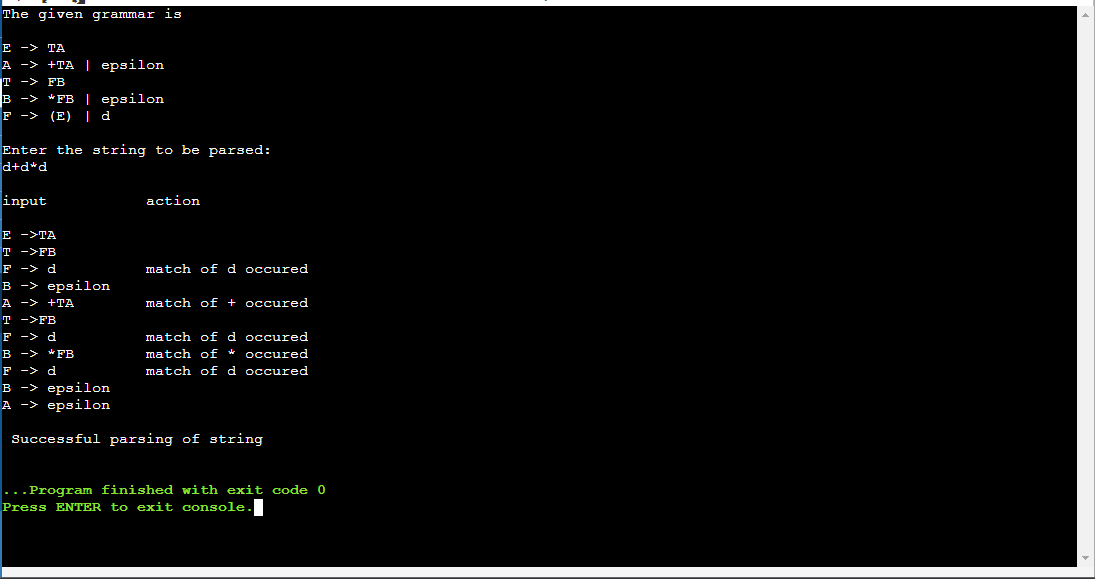 The given grammar is
E -> TA
A -> +TA | epsilon
T -> FB
B -> *FB | epsilon
F -> (E) | d
Enter the string to be parsed:
d+d*d
input action
E ->TA
T ->FB
F -> d match of d occured
B -> epsilon
A -> +TA match of + occured
T ->FB
F -> d match of d occured
B -> *FB match of * occured
F -> d match of d occured
B -> epsilon
A -> epsilon
Successful parsing of string
...Program finished with exit code 0
Press ENTER to exit console.